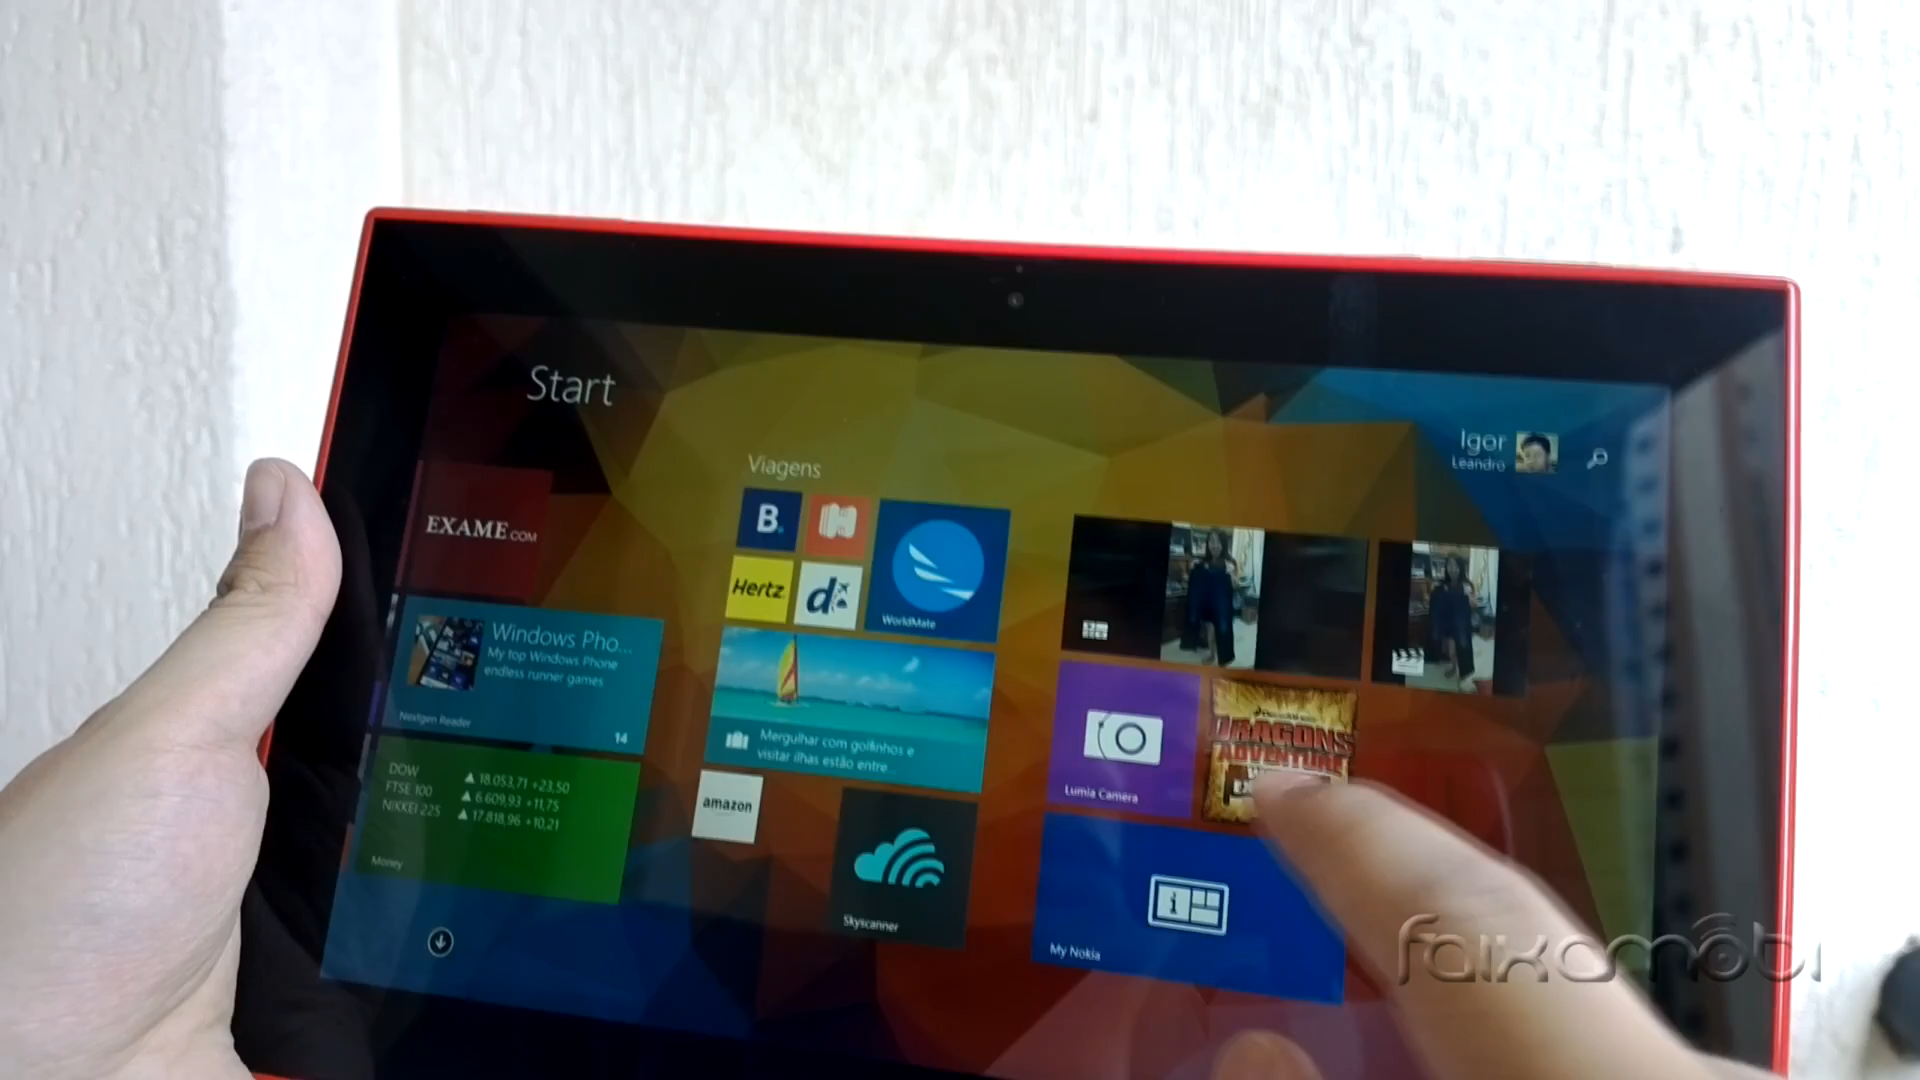 Start
Igor
Leandro
Viagens
EXAME.COM
B.
H
Hertz
d
WorldMate
Windows Pho...
My top Windows Phone
endless runner games
Nextgen Reader
14
Mergulhar com golfinhos e
visitar ilhas estão entre...
DOW ▲ 18.053,71 +23,50
FTSE 100 ▲ 6.609,93 +11,75
NIKKEI 225 ▲ 17.818,96 +10,21
Money
amazon
Skyscanner
Lumia Camera
DRAGONS
ADVENTURE
My Nokia
faixamobi